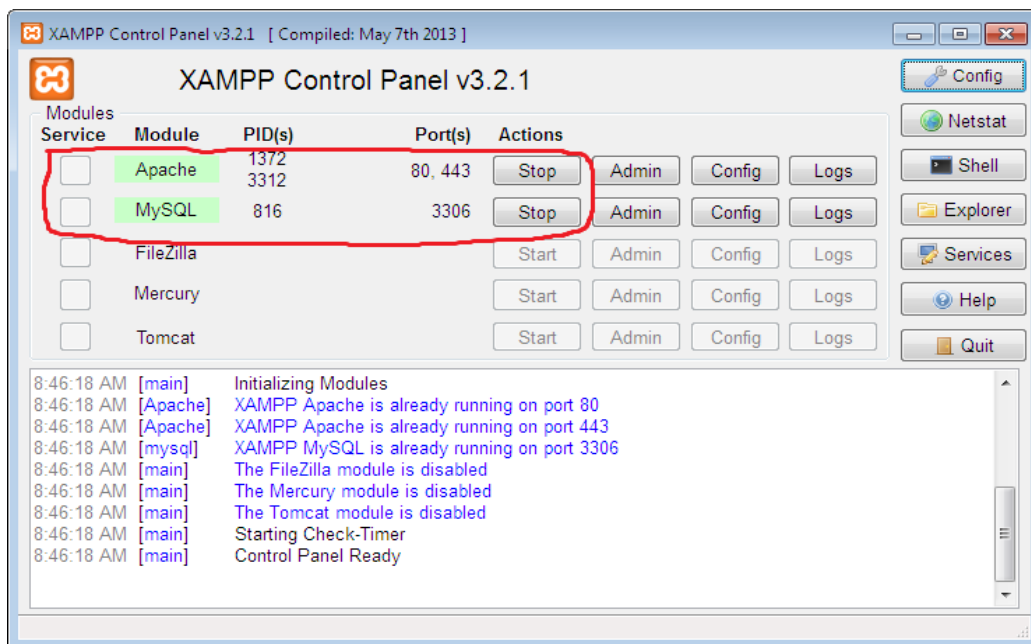 XAMPP Control Panel v3.2.1 [ Compiled: May 7th 2013 ]
XAMPP Control Panel v3.2.1
Config
Netstat
Shell
Explorer
Services
Help
Quit
Modules
Service Module PID(s) Port(s) Actions
Apache 1372 3312 80, 443 Stop Admin Config Logs
MySQL 816 3306 Stop Admin Config Logs
FileZilla Start Admin Config Logs
Mercury Start Admin Config Logs
Tomcat Start Admin Config Logs
8:46:18 AM [main] Initializing Modules
8:46:18 AM [Apache] XAMPP Apache is already running on port 80
8:46:18 AM [Apache] XAMPP Apache is already running on port 443
8:46:18 AM [mysql] XAMPP MySQL is already running on port 3306
8:46:18 AM [main] The FileZilla module is disabled
8:46:18 AM [main] The Mercury module is disabled
8:46:18 AM [main] The Tomcat module is disabled
8:46:18 AM [main] Starting Check-Timer
8:46:18 AM [main] Control Panel Ready